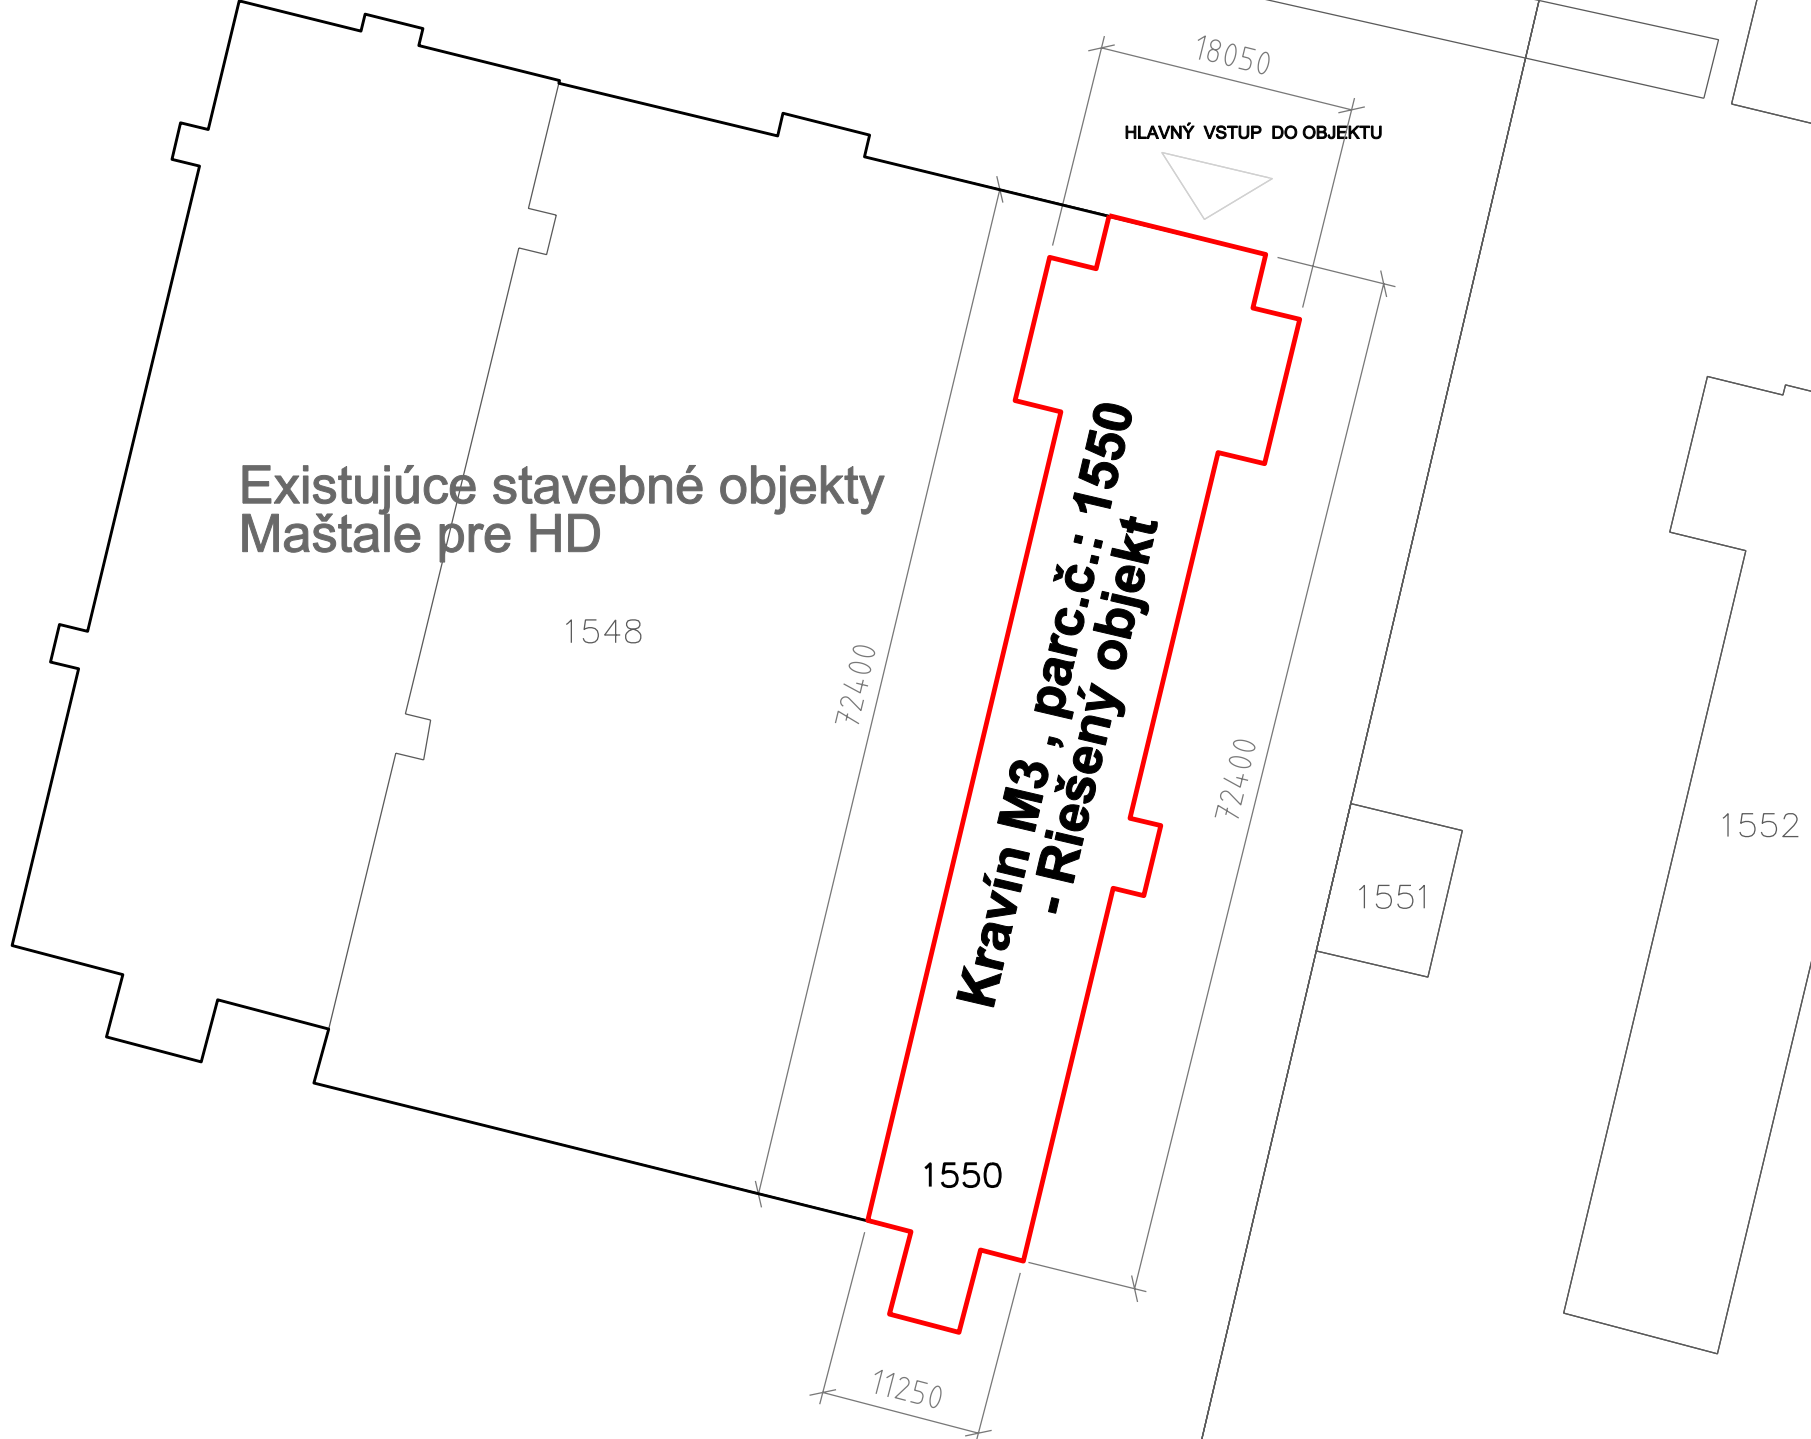 18050
HLAVNÝ VSTUP DO OBJEKTU
Existujúce stavebné objekty
Maštale pre HD
1548
72400
Kravín M3 , parc.č.: 1550
- Riešený objekt
72400
1552
1551
1550
11250